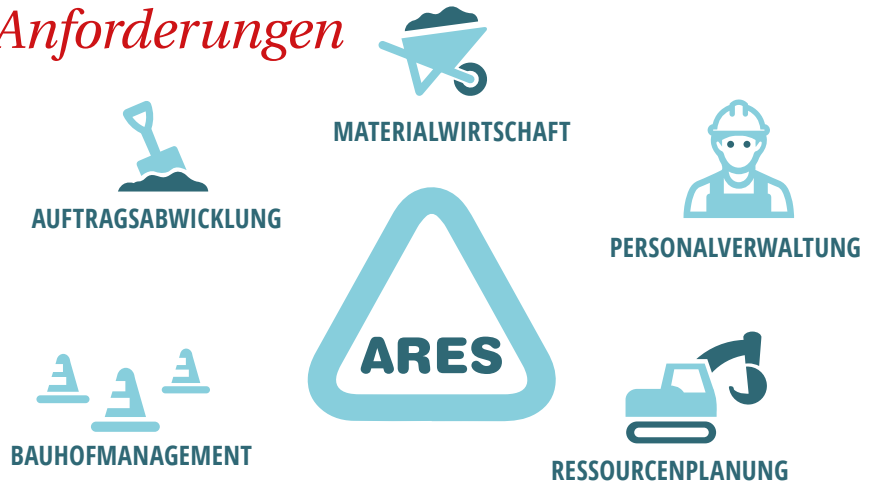 Anforderungen
MATERIALWIRTSCHAFT
AUFTRAGSABWICKLUNG
PERSONALVERWALTUNG
ARES
BAUHOFMANAGEMENT
RESSOURCENPLANUNG